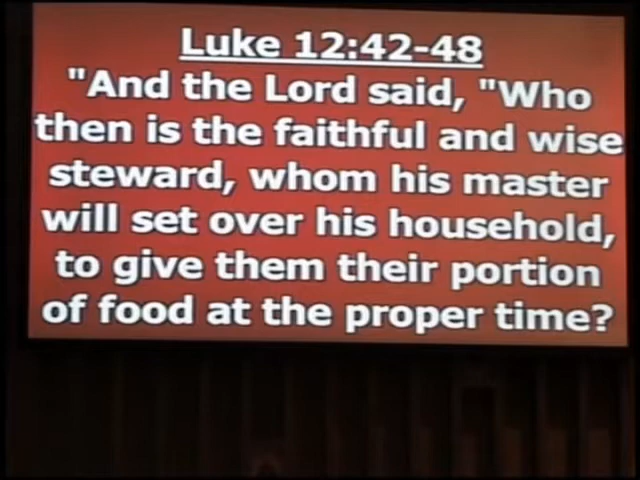 Luke 12:42-48
"And the Lord said, "Who
then is the faithful and wise
steward, whom his master
will set over his household,
to give them their portion
of food at the proper time?